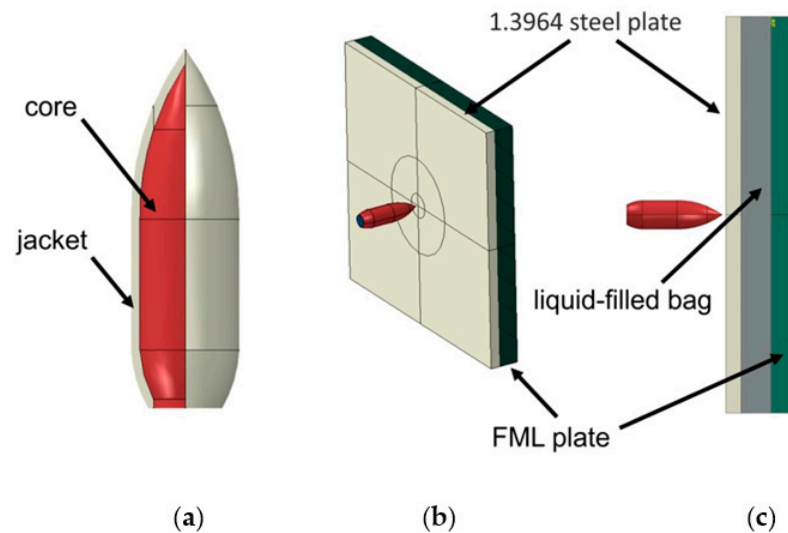 1.3964 steel plate
core
jacket
liquid-filled bag
FML plate
(a)
(b)
(c)